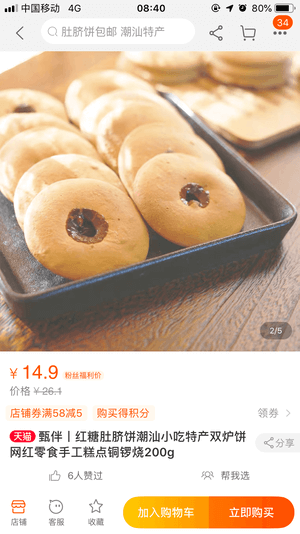 中国移动 4G 08:40 80%
肚脐饼包邮 潮汕特产
34
2/5
¥14.9 粉丝福利价
价格 ¥26.1
店铺券满58减5 购买得积分 领券
天猫 甄伴丨红糖肚脐饼潮汕小吃特产双炉饼
网红零食手工糕点铜锣烧200g
分享
6人赞过 帮我选
店铺 客服 收藏 加入购物车 立即购买